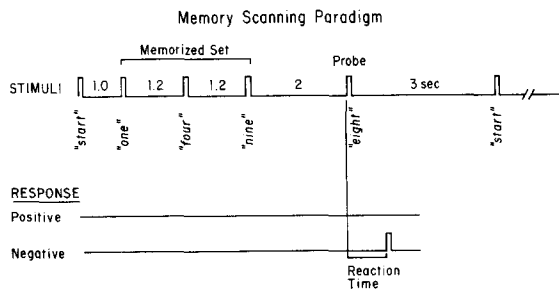 Memory Scanning Paradigm
Memorized Set
Probe
STIMULI 1.0 1.2 1.2 2 3 sec
"start" "one" "four" "nine" "eight" "start"
RESPONSE
Positive
Negative
Reaction
Time